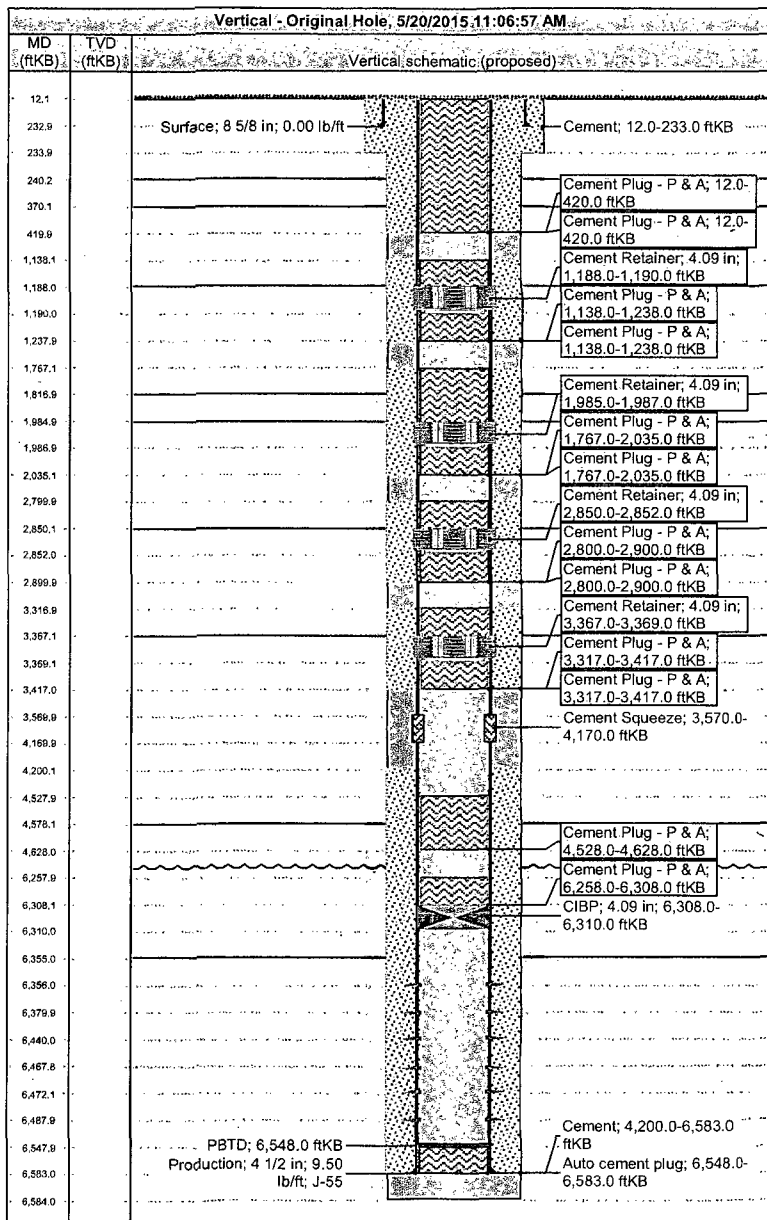 Vertical - Original Hole, 5/20/2015 11:06:57 AM
MD (ftKB)
TVD (ftKB)
Vertical schematic (proposed)
12.1
232.9
233.9
240.2
370.1
419.9
1,138.1
1,188.0
1,190.0
1,237.9
1,767.1
1,816.9
1,984.9
1,986.9
2,035.1
2,799.9
2,850.1
2,852.0
2,899.9
3,316.9
3,367.1
3,369.1
3,417.0
3,569.9
4,169.9
4,200.1
4,527.9
4,578.1
4,628.0
6,257.9
6,308.1
6,310.0
6,355.0
6,356.0
6,379.9
6,440.0
6,467.8
6,472.1
6,487.9
6,547.9
6,583.0
6,584.0
Surface; 8 5/8 in; 0.00 lb/ft
Cement; 12.0-233.0 ftKB
Cement Plug - P & A; 12.0-
420.0 ftKB
Cement Plug - P & A; 12.0-
420.0 ftKB
Cement Retainer; 4.09 in;
1,188.0-1,190.0 ftKB
Cement Plug - P & A;
1,138.0-1,238.0 ftKB
Cement Plug - P & A;
1,138.0-1,238.0 ftKB
Cement Retainer; 4.09 in;
1,985.0-1,987.0 ftKB
Cement Plug - P & A;
1,767.0-2,035.0 ftKB
Cement Plug - P & A;
1,767.0-2,035.0 ftKB
Cement Retainer; 4.09 in;
2,850.0-2,852.0 ftKB
Cement Plug - P & A;
2,800.0-2,900.0 ftKB
Cement Plug - P & A;
2,800.0-2,900.0 ftKB
Cement Retainer; 4.09 in;
3,367.0-3,369.0 ftKB
Cement Plug - P & A;
3,317.0-3,417.0 ftKB
Cement Plug - P & A;
3,317.0-3,417.0 ftKB
Cement Squeeze; 3,570.0-
4,170.0 ftKB
Cement Plug - P & A;
4,528.0-4,628.0 ftKB
Cement Plug - P & A;
6,258.0-6,308.0 ftKB
CIBP; 4.09 in; 6,308.0-
6,310.0 ftKB
PBTD; 6,548.0 ftKB
Production; 4 1/2 in; 9.50
lb/ft; J-55
Cement; 4,200.0-6,583.0
ftKB
Auto cement plug; 6,548.0-
6,583.0 ftKB